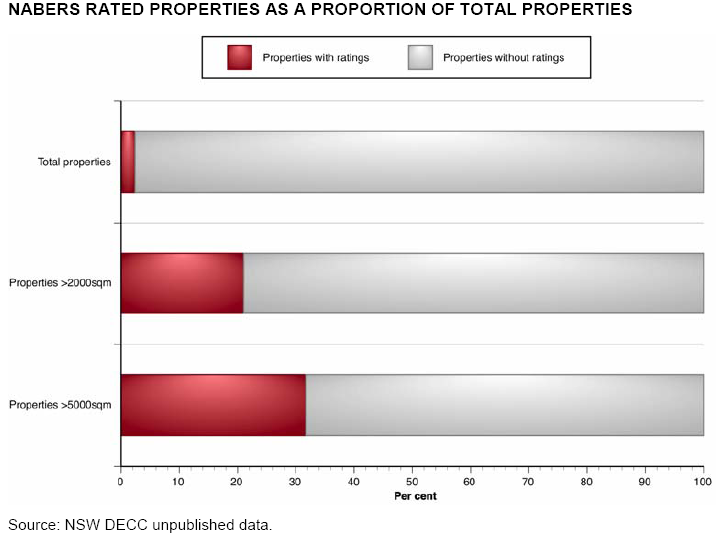 NABERS RATED PROPERTIES AS A PROPORTION OF TOTAL PROPERTIES
Properties with ratings
Properties without ratings
Total properties
Properties >2000sqm
Properties >5000sqm
0 10 20 30 40 50 60 70 80 90 100
Per cent
Source: NSW DECC unpublished data.